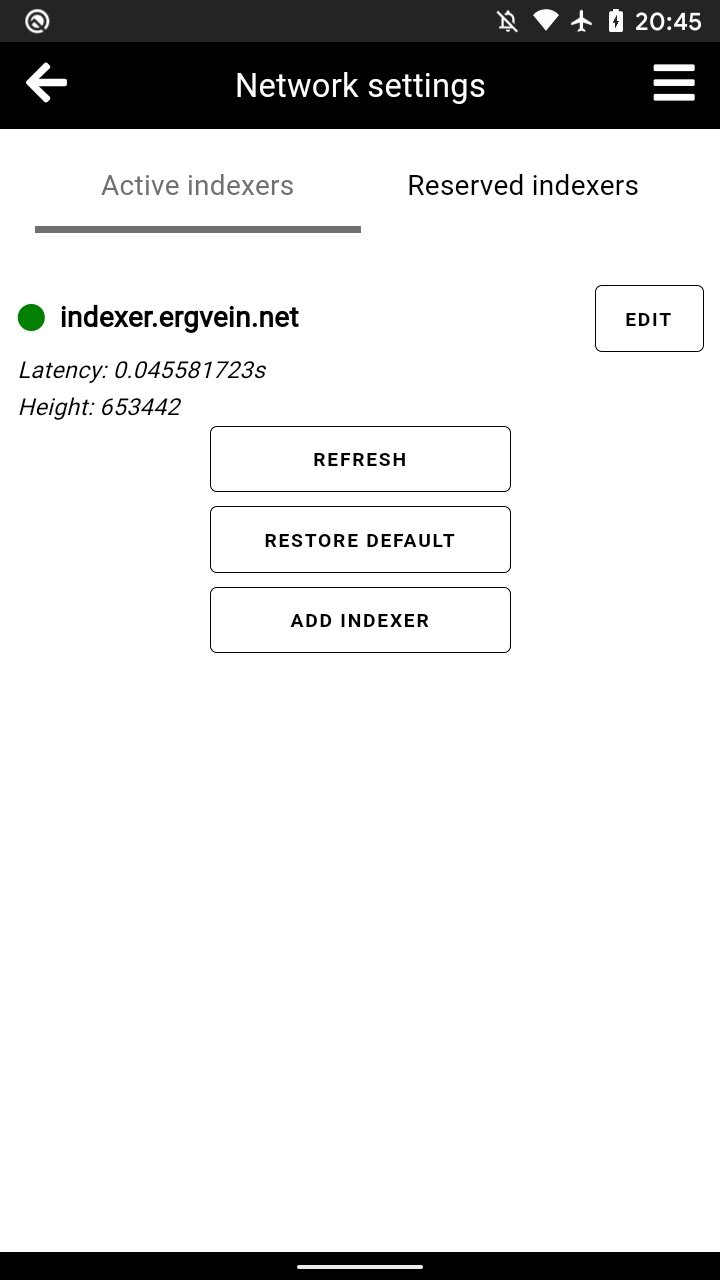 20:45
Network settings
Active indexers Reserved indexers
indexer.ergvein.net EDIT
Latency: 0.045581723s
Height: 653442
REFRESH
RESTORE DEFAULT
ADD INDEXER